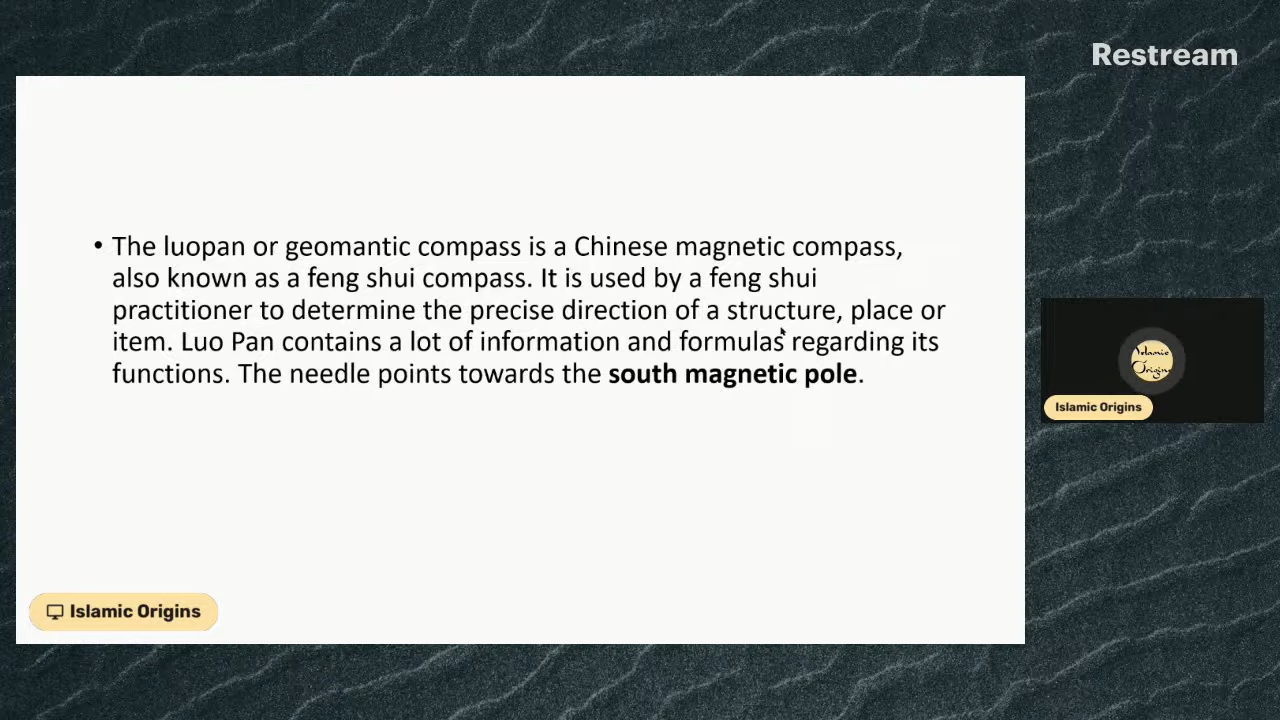 Restream
• The luopan or geomantic compass is a Chinese magnetic compass,
also known as a feng shui compass. It is used by a feng shui
practitioner to determine the precise direction of a structure, place or
item. Luo Pan contains a lot of information and formulas regarding its
functions. The needle points towards the south magnetic pole.
Islamic
Origins
Islamic Origins
Islamic Origins